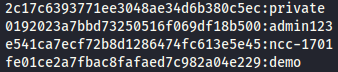 2c17c6393771ee3048ae34d6b380c5ec:private
0192023a7bbd73250516f069df18b500:admin123
e541ca7ecf72b8d1286474fc613e5e45:ncc-1701
fe01ce2a7fbac8fafaed7c982a04e229:demo